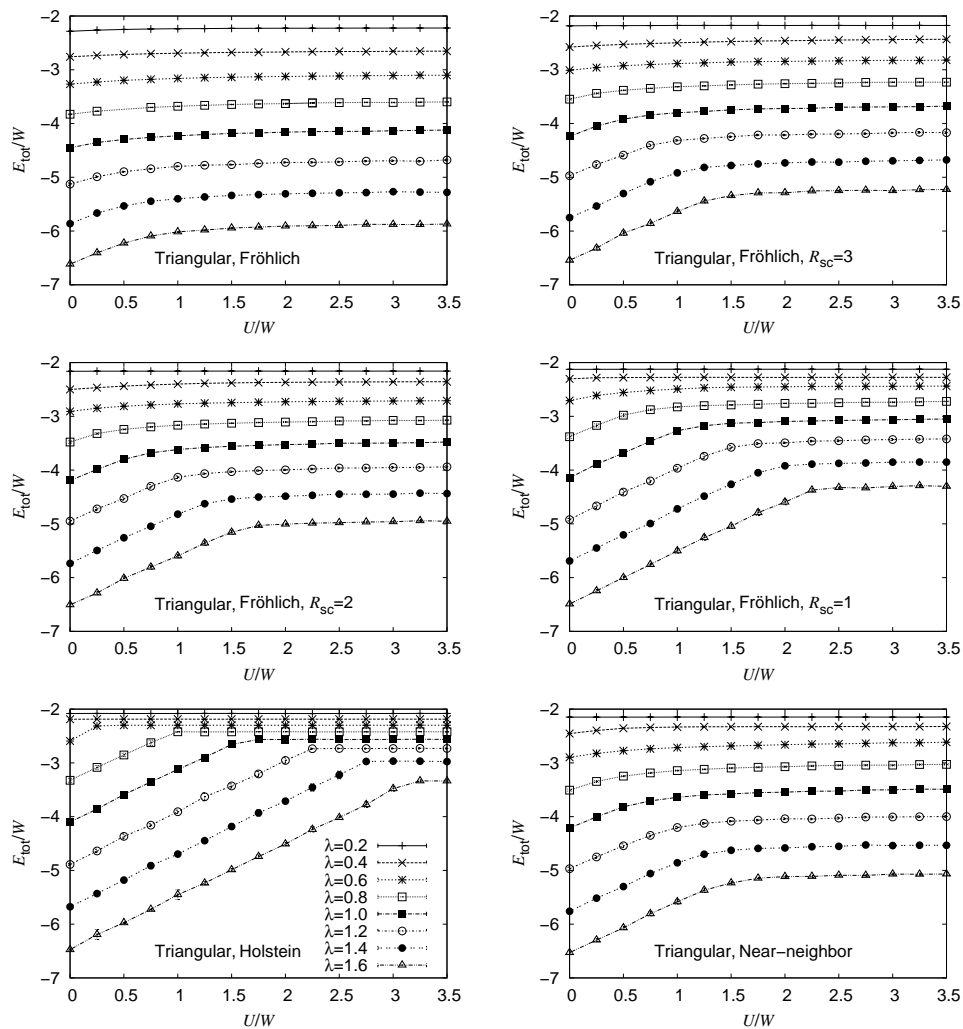 −2
−3
−4
−5
−6
−7
E_tot/W
0 0.5 1 1.5 2 2.5 3 3.5
U/W
Triangular, Fröhlich
−2
−3
−4
−5
−6
−7
E_tot/W
0 0.5 1 1.5 2 2.5 3 3.5
U/W
Triangular, Fröhlich, R_sc=3
−2
−3
−4
−5
−6
−7
E_tot/W
0 0.5 1 1.5 2 2.5 3 3.5
U/W
Triangular, Fröhlich, R_sc=2
−2
−3
−4
−5
−6
−7
E_tot/W
0 0.5 1 1.5 2 2.5 3 3.5
U/W
Triangular, Fröhlich, R_sc=1
−2
−3
−4
−5
−6
−7
E_tot/W
0 0.5 1 1.5 2 2.5 3 3.5
U/W
Triangular, Holstein
λ=0.2
λ=0.4
λ=0.6
λ=0.8
λ=1.0
λ=1.2
λ=1.4
λ=1.6
−2
−3
−4
−5
−6
−7
E_tot/W
0 0.5 1 1.5 2 2.5 3 3.5
U/W
Triangular, Near−neighbor